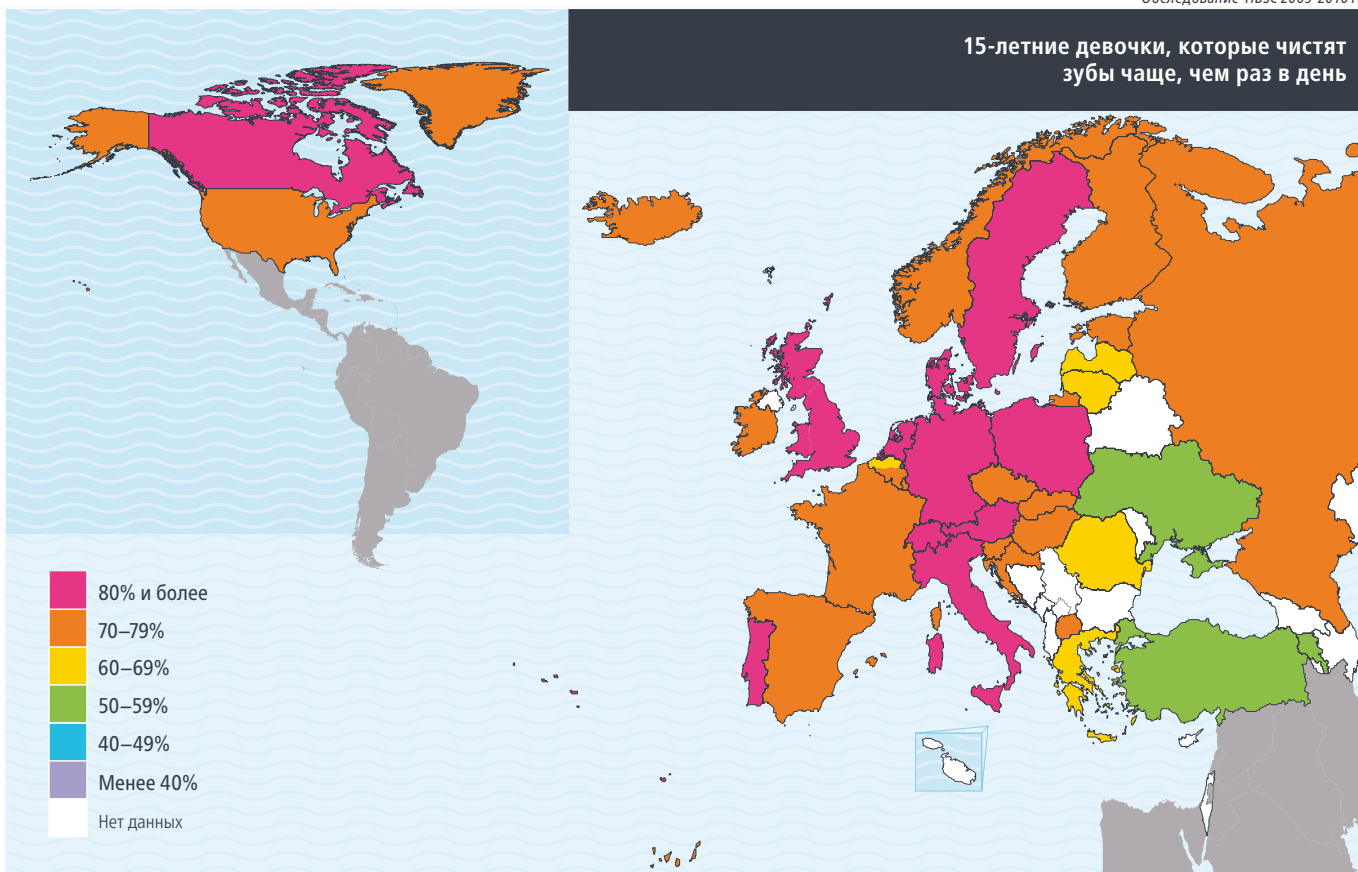 15-летние девочки, которые чистят
зубы чаще, чем раз в день
80% и более
70–79%
60–69%
50–59%
40–49%
Менее 40%
Нет данных